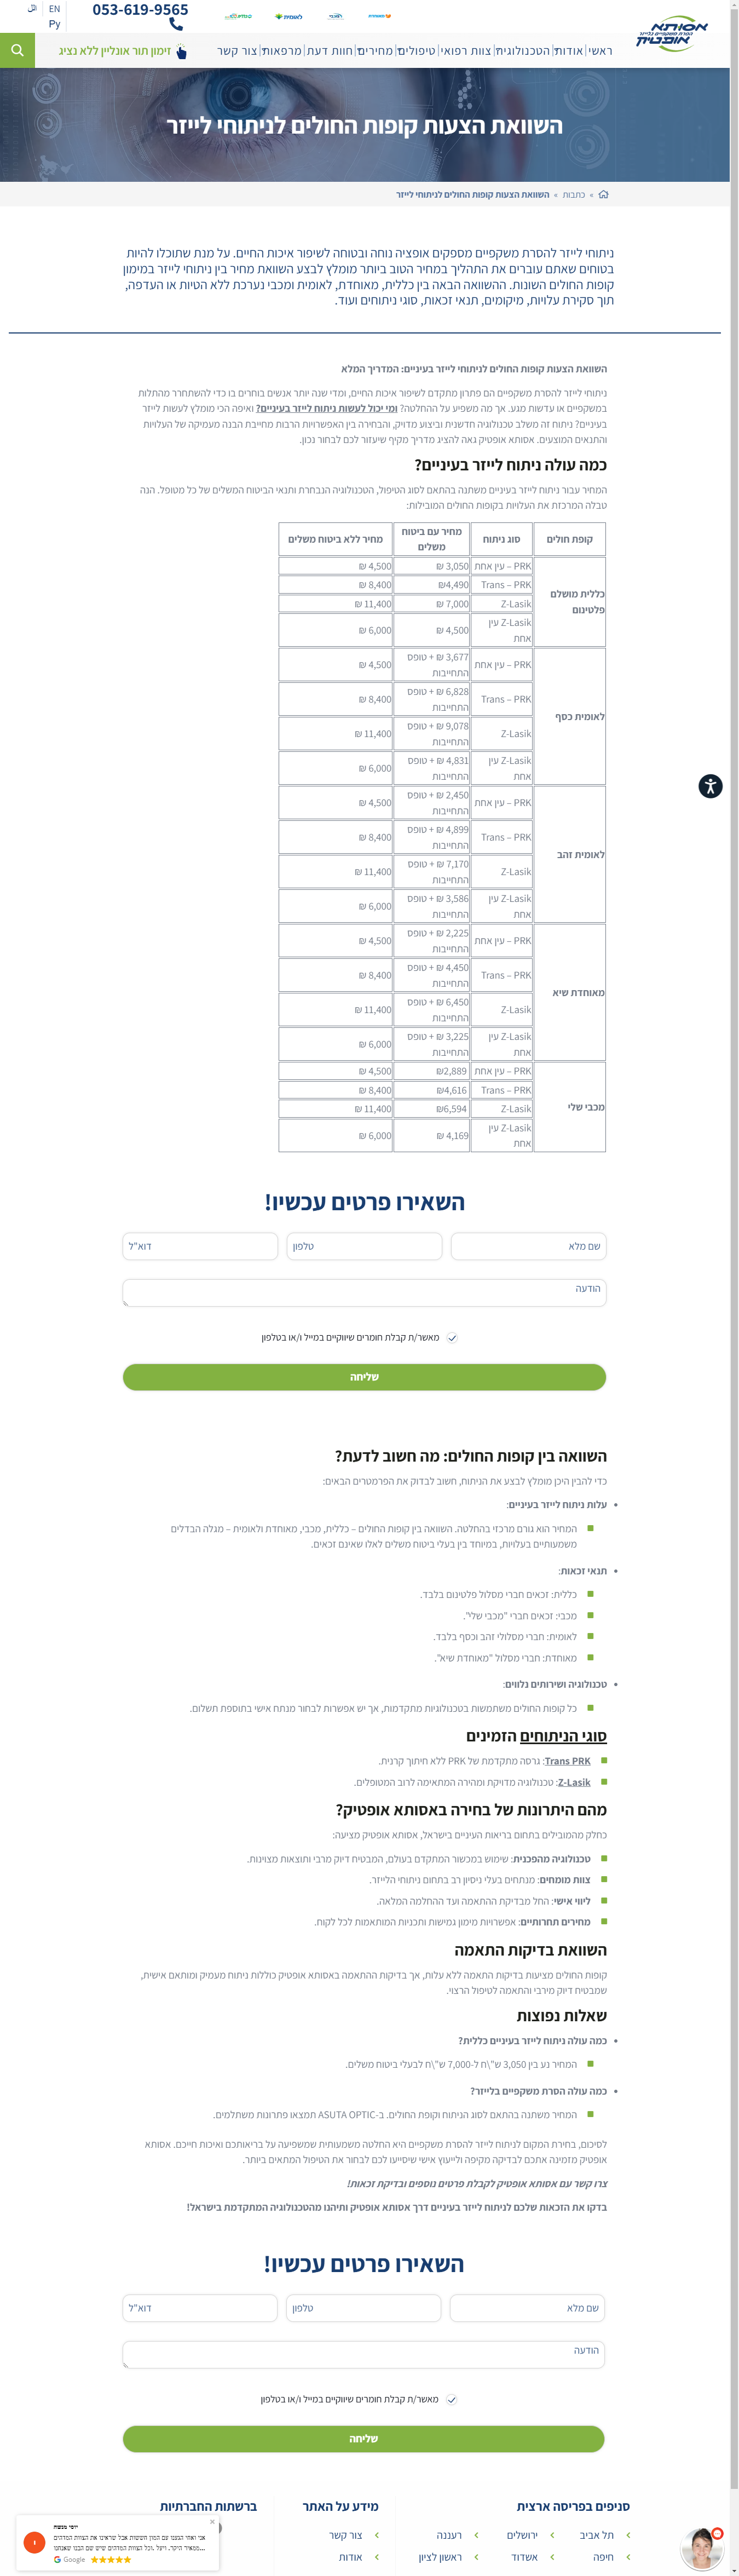 EN
Ру
053-619-9565
מאוחדת
מכבי
לאומית
אסותא
אופטיק
ראשי
אודות
הטכנולוגיה
צוות רפואי
טיפולים
מחירים
חוות דעת
מרפאות
צור קשר
זימון תור אונליין ללא נציג
השוואת הצעות קופות החולים לניתוחי לייזר
» כתבות » השוואת הצעות קופות החולים לניתוחי לייזר
ניתוחי לייזר להסרת משקפיים מספקים אופציה נוחה ובטוחה לשיפור איכות החיים. על מנת שתוכלו להיות
בטוחים שאתם עוברים את התהליך במחיר הטוב ביותר מומלץ לבצע השוואת מחיר בין ניתוחי לייזר במימון
קופות החולים השונות. ההשוואה הבאה בין כללית, מאוחדת, לאומית ומכבי נערכת ללא הטיות או העדפה,
תוך סקירת עלויות, מיקומים, תנאי זכאות, סוגי ניתוחים ועוד.
השוואת הצעות קופות החולים לניתוחי לייזר בעיניים: המדריך המלא
ניתוחי לייזר להסרת משקפיים הם פתרון מתקדם לשיפור איכות החיים, ומדי שנה יותר אנשים בוחרים בו כדי להשתחרר מהתלות
במשקפיים או עדשות מגע. אך מה משפיע על ההחלטה? ומי יכול לעשות ניתוח לייזר בעיניים? ואיפה הכי מומלץ לעשות לייזר
בעיניים? ניתוח זה משלב טכנולוגיה חדשנית וביצוע מדויק, והבחירה בין האפשרויות הרבות מחייבת הבנה מעמיקה של העלויות
והתנאים המוצעים. אסותא אופטיק גאה להציג מדריך מקיף שיעזור לכם לבחור נכון.
כמה עולה ניתוח לייזר בעיניים?
המחיר עבור ניתוח לייזר בעיניים משתנה בהתאם לסוג הטיפול, הטכנולוגיה הנבחרת ותנאי הביטוח המשלים של כל מטופל. הנה
טבלה המרכזת את העלויות בקופות החולים המובילות:
קופת חולים | סוג ניתוח | מחיר עם ביטוח משלים | מחיר ללא ביטוח משלים
כללית מושלם פלטינום | PRK – עין אחת | 3,050 ₪ | 4,500 ₪
Trans – PRK | 4,490₪ | 8,400 ₪
Z-Lasik | 7,000 ₪ | 11,400 ₪
Z-Lasik עין אחת | 4,500 ₪ | 6,000 ₪
לאומית כסף | PRK – עין אחת | 3,677 ₪ + טופס התחייבות | 4,500 ₪
Trans – PRK | 6,828 ₪ + טופס התחייבות | 8,400 ₪
Z-Lasik | 9,078 ₪ + טופס התחייבות | 11,400 ₪
Z-Lasik עין אחת | 4,831 ₪ + טופס התחייבות | 6,000 ₪
לאומית זהב | PRK – עין אחת | 2,450 ₪ + טופס התחייבות | 4,500 ₪
Trans – PRK | 4,899 ₪ + טופס התחייבות | 8,400 ₪
Z-Lasik | 7,170 ₪ + טופס התחייבות | 11,400 ₪
Z-Lasik עין אחת | 3,586 ₪ + טופס התחייבות | 6,000 ₪
מאוחדת שיא | PRK – עין אחת | 2,225 ₪ + טופס התחייבות | 4,500 ₪
Trans – PRK | 4,450 ₪ + טופס התחייבות | 8,400 ₪
Z-Lasik | 6,450 ₪ + טופס התחייבות | 11,400 ₪
Z-Lasik עין אחת | 3,225 ₪ + טופס התחייבות | 6,000 ₪
מכבי שלי | PRK – עין אחת | 2,889₪ | 4,500 ₪
Trans – PRK | 4,616₪ | 8,400 ₪
Z-Lasik | 6,594₪ | 11,400 ₪
Z-Lasik עין אחת | 4,169 ₪ | 6,000 ₪
השאירו פרטים עכשיו!
שם מלא
טלפון
דוא"ל
הודעה
מאשר/ת קבלת חומרים שיווקיים במייל ו/או בטלפון
שליחה
השוואה בין קופות החולים: מה חשוב לדעת?
כדי להבין היכן מומלץ לבצע את הניתוח, חשוב לבדוק את הפרמטרים הבאים:
עלות ניתוח לייזר בעיניים:
המחיר הוא גורם מרכזי בהחלטה. השוואה בין קופות החולים – כללית, מכבי, מאוחדת ולאומית – מגלה הבדלים
משמעותיים בעלויות, במיוחד בין בעלי ביטוח משלים לאלו שאינם זכאים.
תנאי זכאות:
כללית: זכאים חברי מסלול פלטינום בלבד.
מכבי: זכאים חברי "מכבי שלי".
לאומית: חברי מסלולי זהב וכסף בלבד.
מאוחדת: חברי מסלול "מאוחדת שיא".
טכנולוגיה ושירותים נלווים:
כל קופות החולים משתמשות בטכנולוגיות מתקדמות, אך יש אפשרות לבחור מנתח אישי בתוספת תשלום.
סוגי הניתוחים הזמינים
Trans PRK: גרסה מתקדמת של PRK ללא חיתוך קרנית.
Z-Lasik: טכנולוגיה מדויקת ומהירה המתאימה לרוב המטופלים.
מהם היתרונות של בחירה באסותא אופטיק?
כחלק מהמובילים בתחום בריאות העיניים בישראל, אסותא אופטיק מציעה:
טכנולוגיה מהפכנית: שימוש במכשור המתקדם בעולם, המבטיח דיוק מרבי ותוצאות מצוינות.
צוות מומחים: מנתחים בעלי ניסיון רב בתחום ניתוחי הלייזר.
ליווי אישי: החל מבדיקת ההתאמה ועד ההחלמה המלאה.
מחירים תחרותיים: אפשרויות מימון גמישות ותכניות המותאמות לכל לקוח.
השוואת בדיקות התאמה
קופות החולים מציעות בדיקות התאמה ללא עלות, אך בדיקות ההתאמה באסותא אופטיק כוללות ניתוח מעמיק ומותאם אישית,
שמבטיח דיוק מירבי והתאמה לטיפול הרצוי.
שאלות נפוצות
כמה עולה ניתוח לייזר בעיניים כללית?
המחיר נע בין 3,050 ש"ח ל-7,000 ש"ח לבעלי ביטוח משלים.
כמה עולה הסרת משקפיים בלייזר?
המחיר משתנה בהתאם לסוג הניתוח וקופת החולים. ב-ASUTA OPTIC תמצאו פתרונות משתלמים.
לסיכום, בחירת המקום לניתוח לייזר להסרת משקפיים היא החלטה משמעותית שמשפיעה על בריאותכם ואיכות חייכם. אסותא
אופטיק מזמינה אתכם לבדיקה מקיפה ולייעוץ אישי שיסייעו לכם לבחור את הטיפול המתאים ביותר.
צרו קשר עם אסותא אופטיק לקבלת פרטים נוספים ובדיקת זכאות!
בדקו את הזכאות שלכם לניתוח לייזר בעיניים דרך אסותא אופטיק ותיהנו מהטכנולוגיה המתקדמת בישראל!
השאירו פרטים עכשיו!
שם מלא
טלפון
דוא"ל
הודעה
מאשר/ת קבלת חומרים שיווקיים במייל ו/או בטלפון
שליחה
סניפים בפריסה ארצית
תל אביב
ירושלים
רעננה
חיפה
אשדוד
ראשון לציון
מידע על האתר
צור קשר
אודות
ברשתות החברתיות
יוסי מנשה
Google